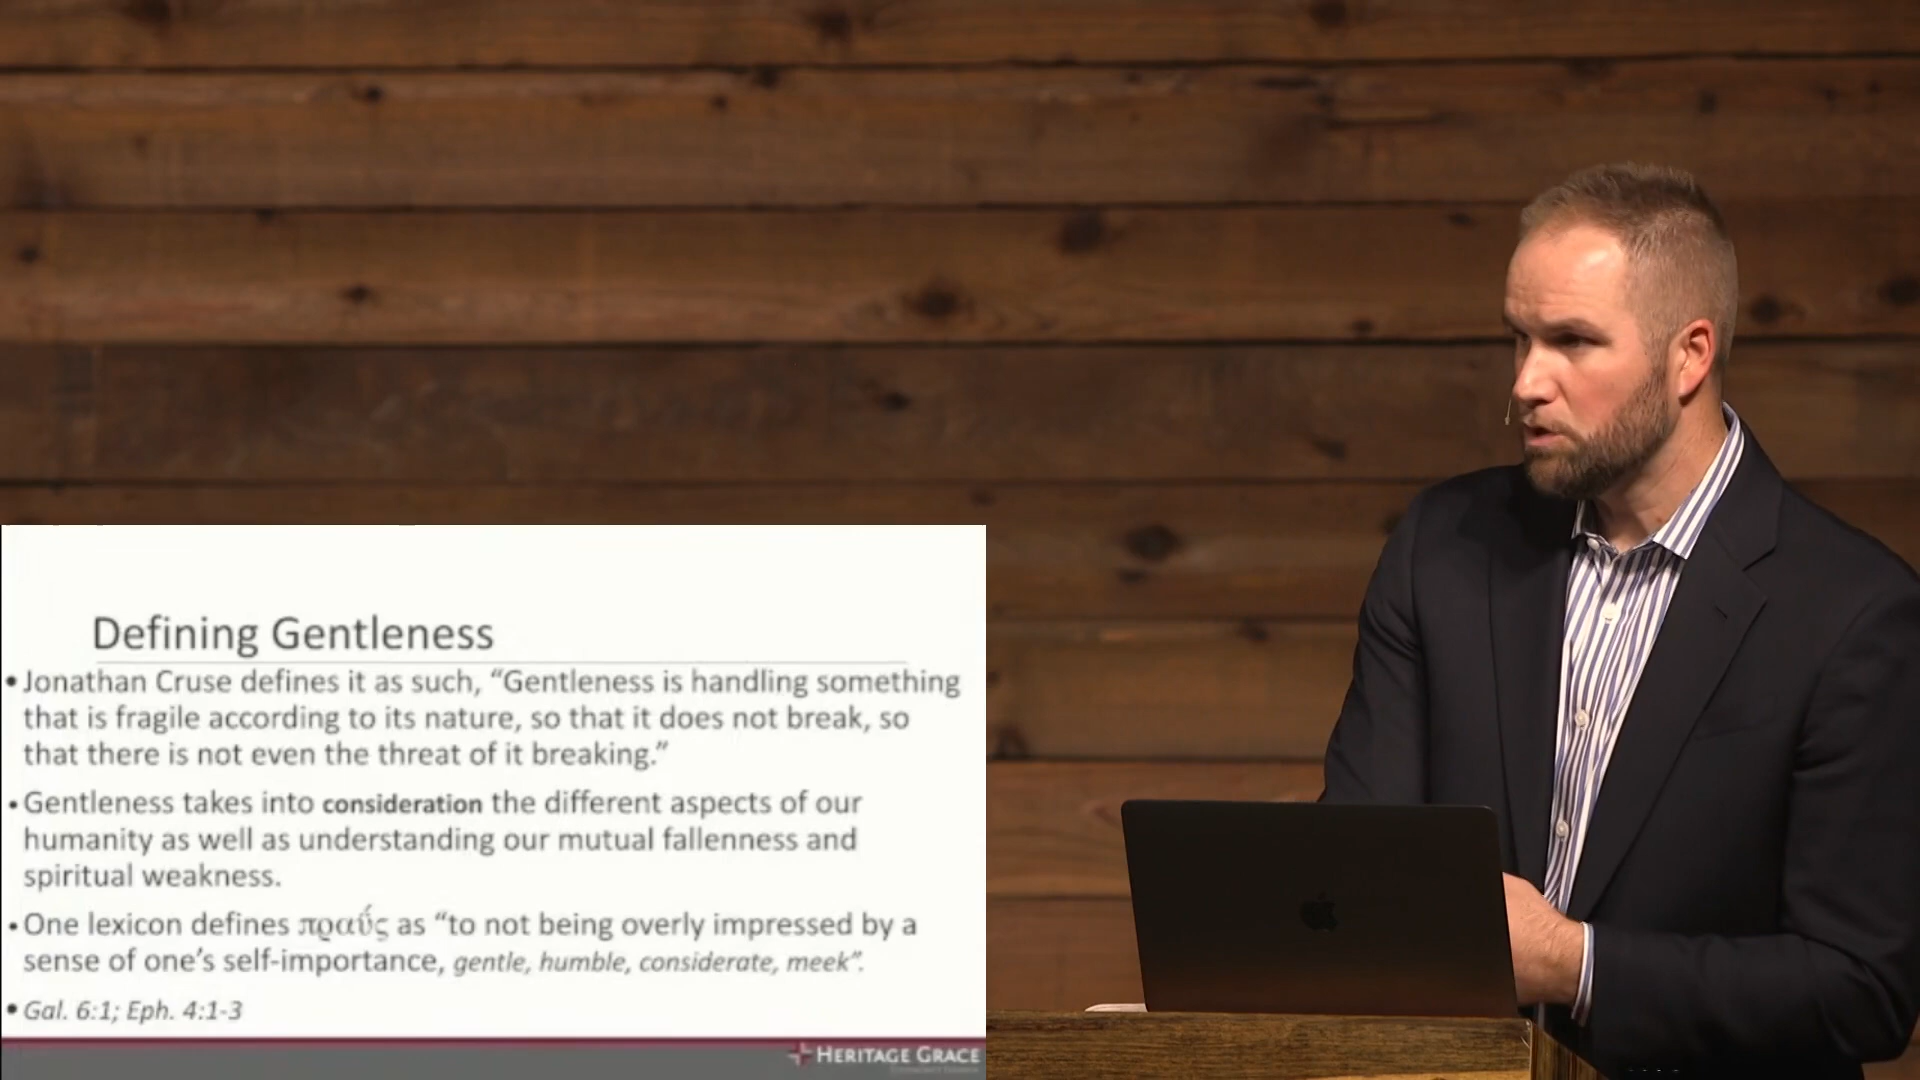 Defining Gentleness
• Jonathan Cruse defines it as such, “Gentleness is handling something
that is fragile according to its nature, so that it does not break, so
that there is not even the threat of it breaking.”
• Gentleness takes into consideration the different aspects of our
humanity as well as understanding our mutual fallenness and
spiritual weakness.
• One lexicon defines πραΰς as “to not being overly impressed by a
sense of one’s self-importance, gentle, humble, considerate, meek”.
• Gal. 6:1; Eph. 4:1-3
HERITAGE GRACE